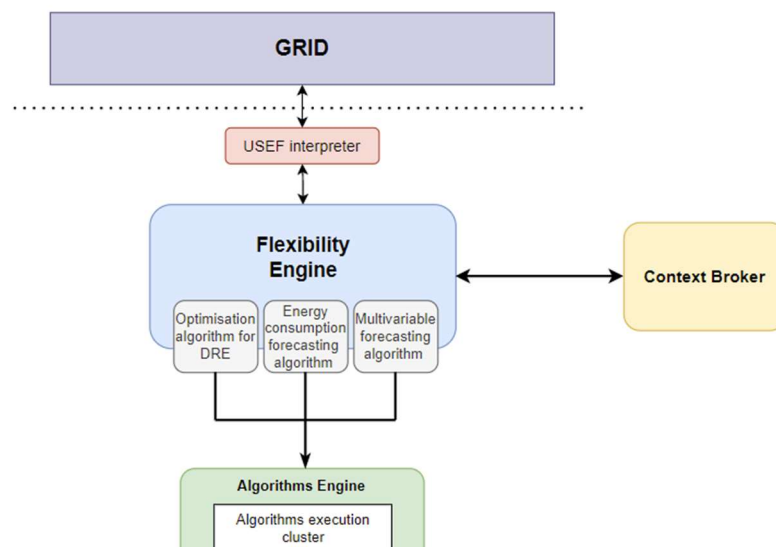 GRID
USEF interpreter
Flexibility
Engine
Context Broker
Optimisation
algorithm for
DRE
Energy
consumption
forecasting
algorithm
Multivariable
forecasting
algorithm
Algorithms Engine
Algorithms execution
cluster